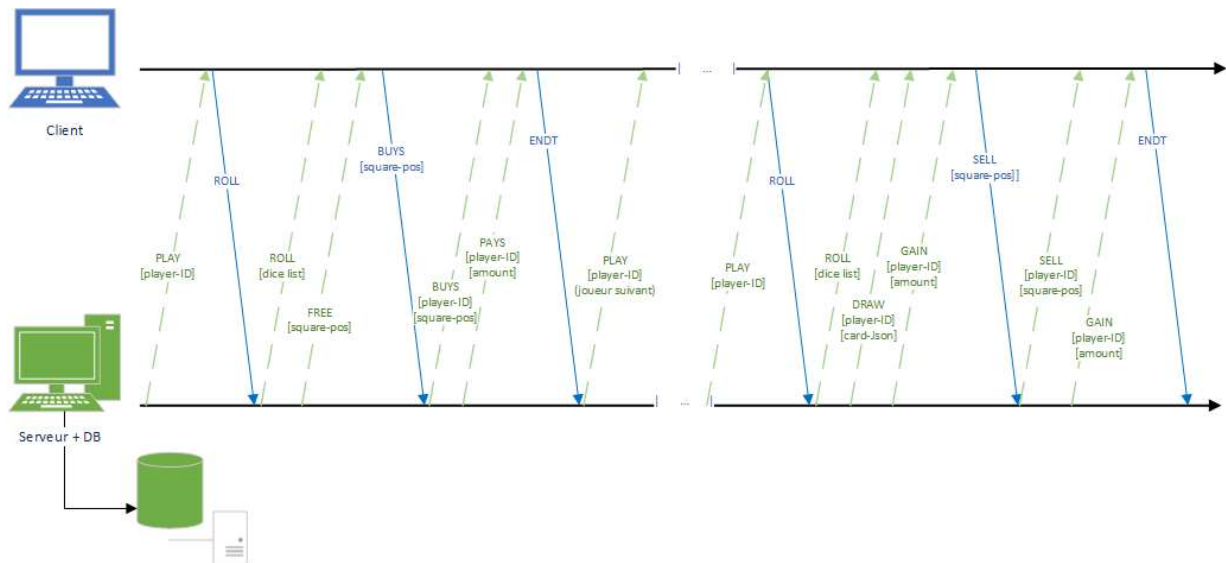 Client
PLAY
[player-ID]
ROLL
ROLL
[dice list]
FREE
[square-pos]
BUYS
[square-pos]
BUYS
[player-ID]
[square-pos]
PAYS
[player-ID]
[amount]
ENDT
PLAY
[player-ID]
(joueur suivant)
...
...
PLAY
[player-ID]
ROLL
ROLL
[dice list]
DRAW
[player-ID]
[card-Json]
GAIN
[player-ID]
[amount]
SELL
[square-pos]]
SELL
[player-ID]
[square-pos]
GAIN
[player-ID]
[amount]
ENDT
Serveur + DB